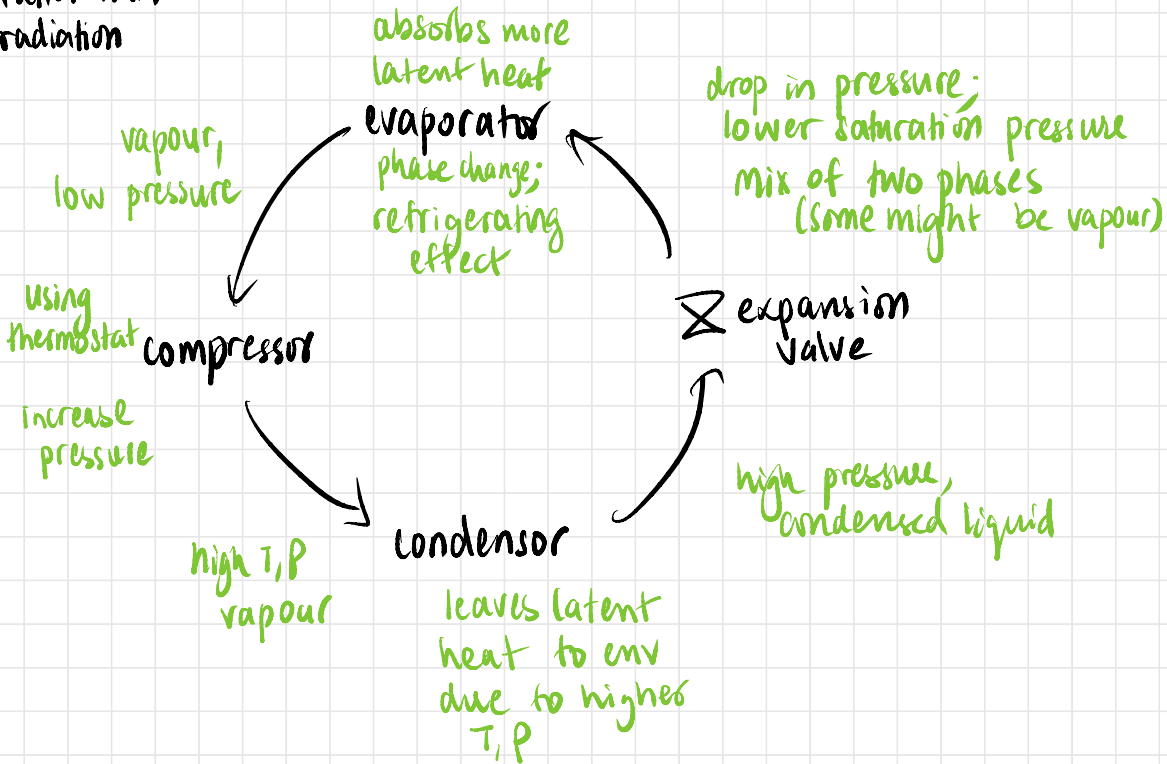 radiation
absorbs more
latent heat
evaporator
phase change;
refrigerating
effect
vapour,
low pressure
using
thermostat
compressor
increase
pressure
high T, P
vapour
condensor
leaves latent
heat to env
due to higher
T, P
high pressure,
condensed liquid
expansion
valve
drop in pressure;
lower saturation pressure
mix of two phases
(some might be vapour)